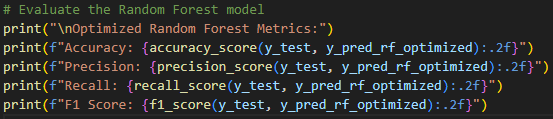 # Evaluate the Random Forest model
print("\nOptimized Random Forest Metrics:")
print(f"Accuracy: {accuracy_score(y_test, y_pred_rf_optimized):.2f}")
print(f"Precision: {precision_score(y_test, y_pred_rf_optimized):.2f}")
print(f"Recall: {recall_score(y_test, y_pred_rf_optimized):.2f}")
print(f"F1 Score: {f1_score(y_test, y_pred_rf_optimized):.2f}")